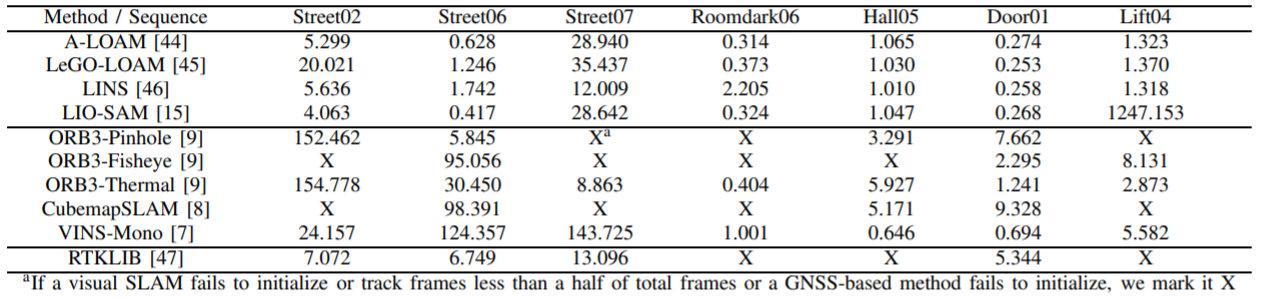 Method / Sequence Street02 Street06 Street07 Roomdark06 Hall05 Door01 Lift04
A-LOAM [44] 5.299 0.628 28.940 0.314 1.065 0.274 1.323
LeGO-LOAM [45] 20.021 1.246 35.437 0.373 1.030 0.253 1.370
LINS [46] 5.636 1.742 12.009 2.205 1.010 0.258 1.318
LIO-SAM [15] 4.063 0.417 28.642 0.324 1.047 0.268 1247.153
ORB3-Pinhole [9] 152.462 5.845 Xᵃ X 3.291 7.662 X
ORB3-Fisheye [9] X 95.056 X X X 2.295 8.131
ORB3-Thermal [9] 154.778 30.450 8.863 0.404 5.927 1.241 2.873
CubemapSLAM [8] X 98.391 X X 5.171 9.328 X
VINS-Mono [7] 24.157 124.357 143.725 1.001 0.646 0.694 5.582
RTKLIB [47] 7.072 6.749 13.096 X X 5.344 X
ᵃIf a visual SLAM fails to initialize or track frames less than a half of total frames or a GNSS-based method fails to initialize, we mark it X